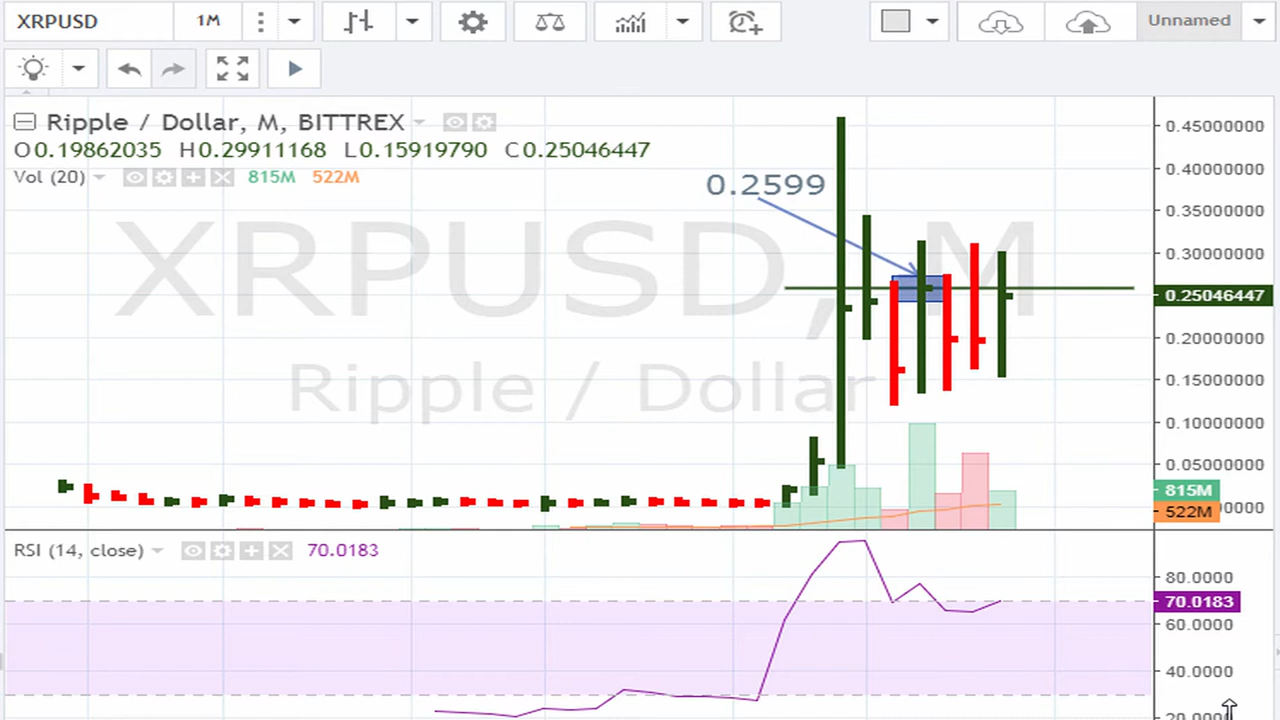 XRPUSD 1M Unnamed
Ripple / Dollar, M, BITTREX
O0.19862035 H0.29911168 L0.15919790 C0.25046447
Vol (20) 815M 522M
0.2599
XRPUSD, M
Ripple / Dollar
0.45000000
0.40000000
0.35000000
0.30000000
0.25046447
0.20000000
0.15000000
0.10000000
0.05000000
815M
522M
RSI (14, close) 70.0183
80.0000
70.0183
60.0000
40.0000